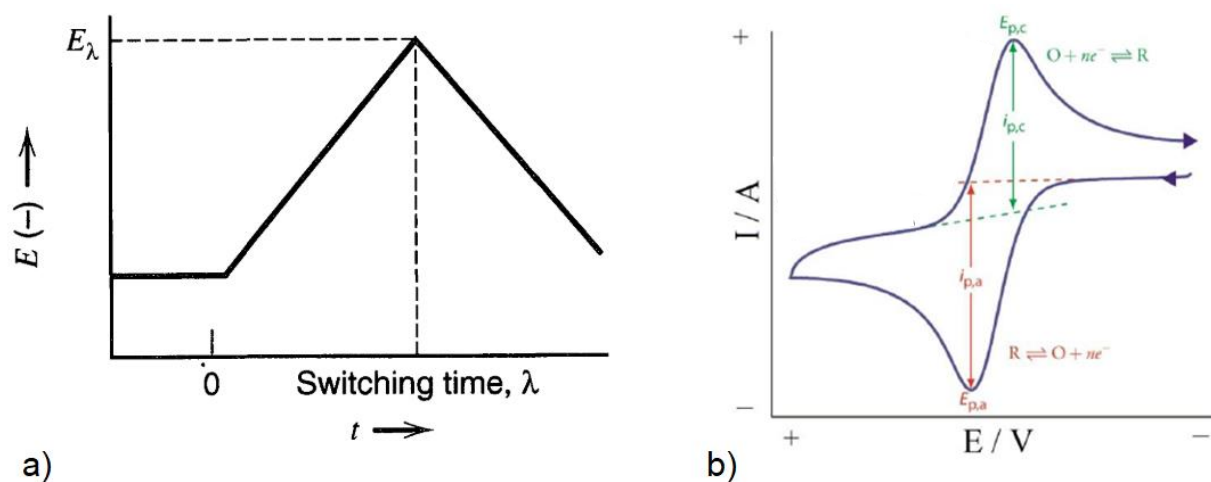 Eλ
E (−) →
0
Switching time, λ
t →
a)
+
I / A
−
Ep,c
O + ne⁻ ⇌ R
ip,c
ip,a
R ⇌ O + ne⁻
Ep,a
+
E / V
−
b)